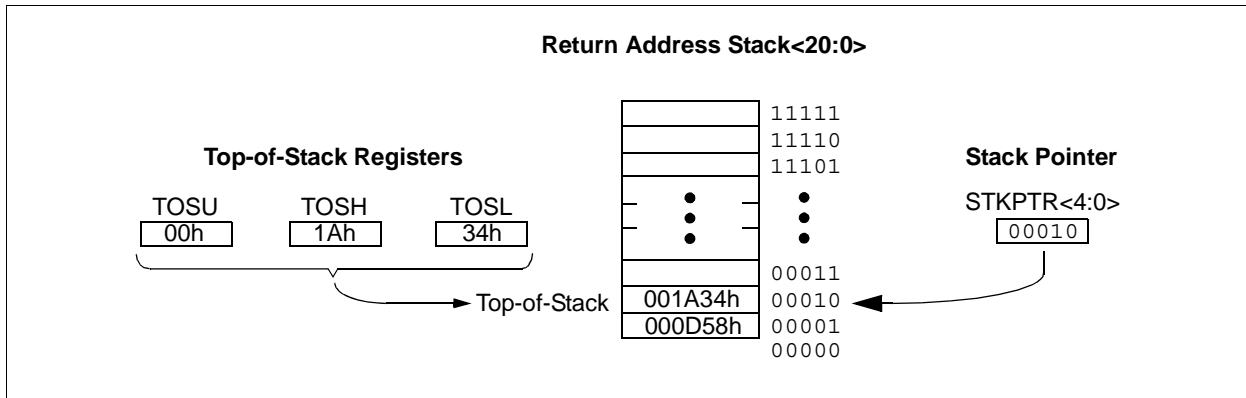 Return Address Stack<20:0>
11111
11110
Top-of-Stack Registers
11101
Stack Pointer
TOSU TOSH TOSL
STKPTR<4:0>
00h 1Ah 34h
00010
00011
Top-of-Stack 001A34h 00010
000D58h 00001
00000